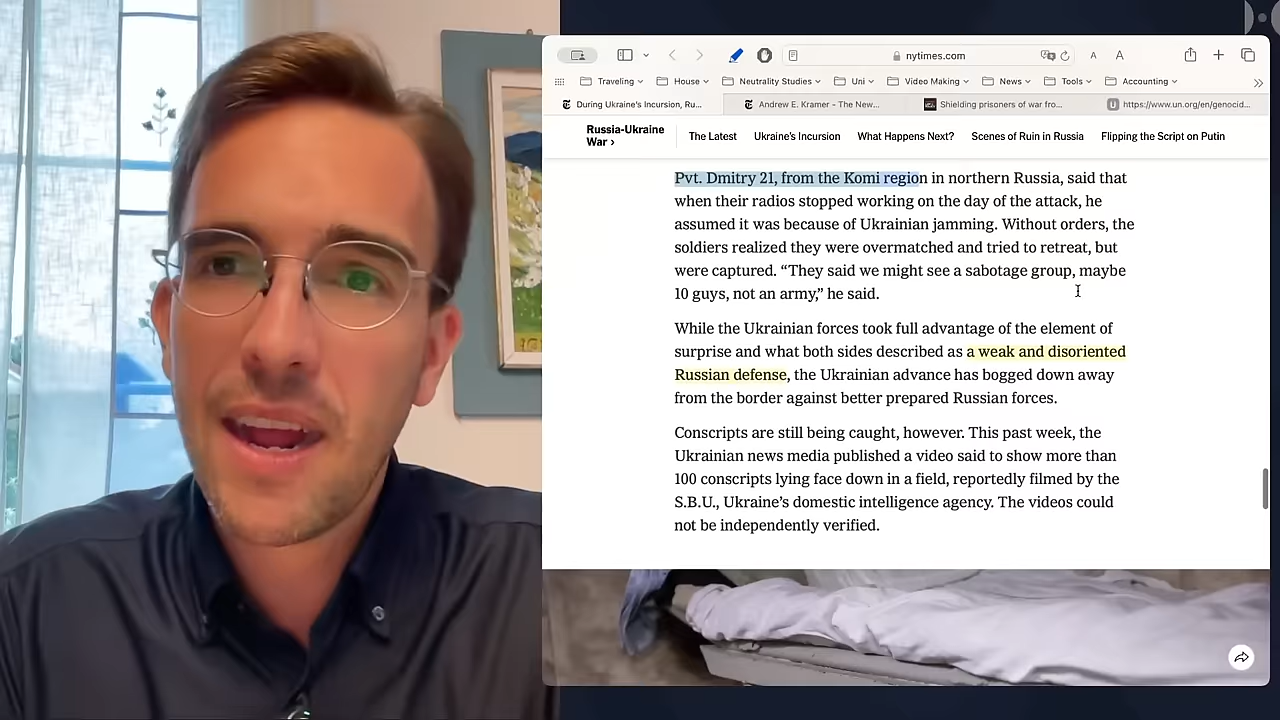 nytimes.com
A
A
Traveling
House
Neutrality Studies
Uni
Video Making
News
Tools
Accounting
During Ukraine's Incursion, Ru...
Andrew E. Kramer - The New...
Shielding prisoners of war fro...
https://www.un.org/en/genocid...
Russia-Ukraine
War ›
The Latest
Ukraine's Incursion
What Happens Next?
Scenes of Ruin in Russia
Flipping the Script on Putin
Pvt. Dmitry 21, from the Komi region in northern Russia, said that
when their radios stopped working on the day of the attack, he
assumed it was because of Ukrainian jamming. Without orders, the
soldiers realized they were overmatched and tried to retreat, but
were captured. “They said we might see a sabotage group, maybe
10 guys, not an army,” he said.
While the Ukrainian forces took full advantage of the element of
surprise and what both sides described as a weak and disoriented
Russian defense, the Ukrainian advance has bogged down away
from the border against better prepared Russian forces.
Conscripts are still being caught, however. This past week, the
Ukrainian news media published a video said to show more than
100 conscripts lying face down in a field, reportedly filmed by the
S.B.U., Ukraine’s domestic intelligence agency. The videos could
not be independently verified.